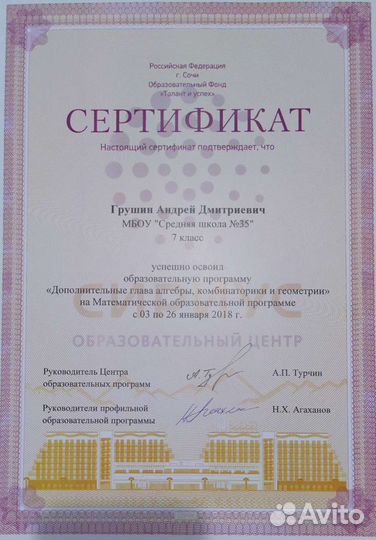 Российская Федерация
г. Сочи
Образовательный Фонд
«Талант и успех»
СЕРТИФИКАТ
Настоящий сертификат подтверждает, что
Грушин Андрей Дмитриевич
МБОУ "Средняя школа №35"
7 класс
успешно освоил
образовательную программу
«Дополнительные глава алгебры, комбинаторики и геометрии»
на Математической образовательной программе
с 03 по 26 января 2018 г.
ОБРАЗОВАТЕЛЬНЫЙ ЦЕНТР
Руководитель Центра
образовательных программ
А.П. Турчин
Руководители профильной
образовательной программы
Н.Х. Агаханов
Avito